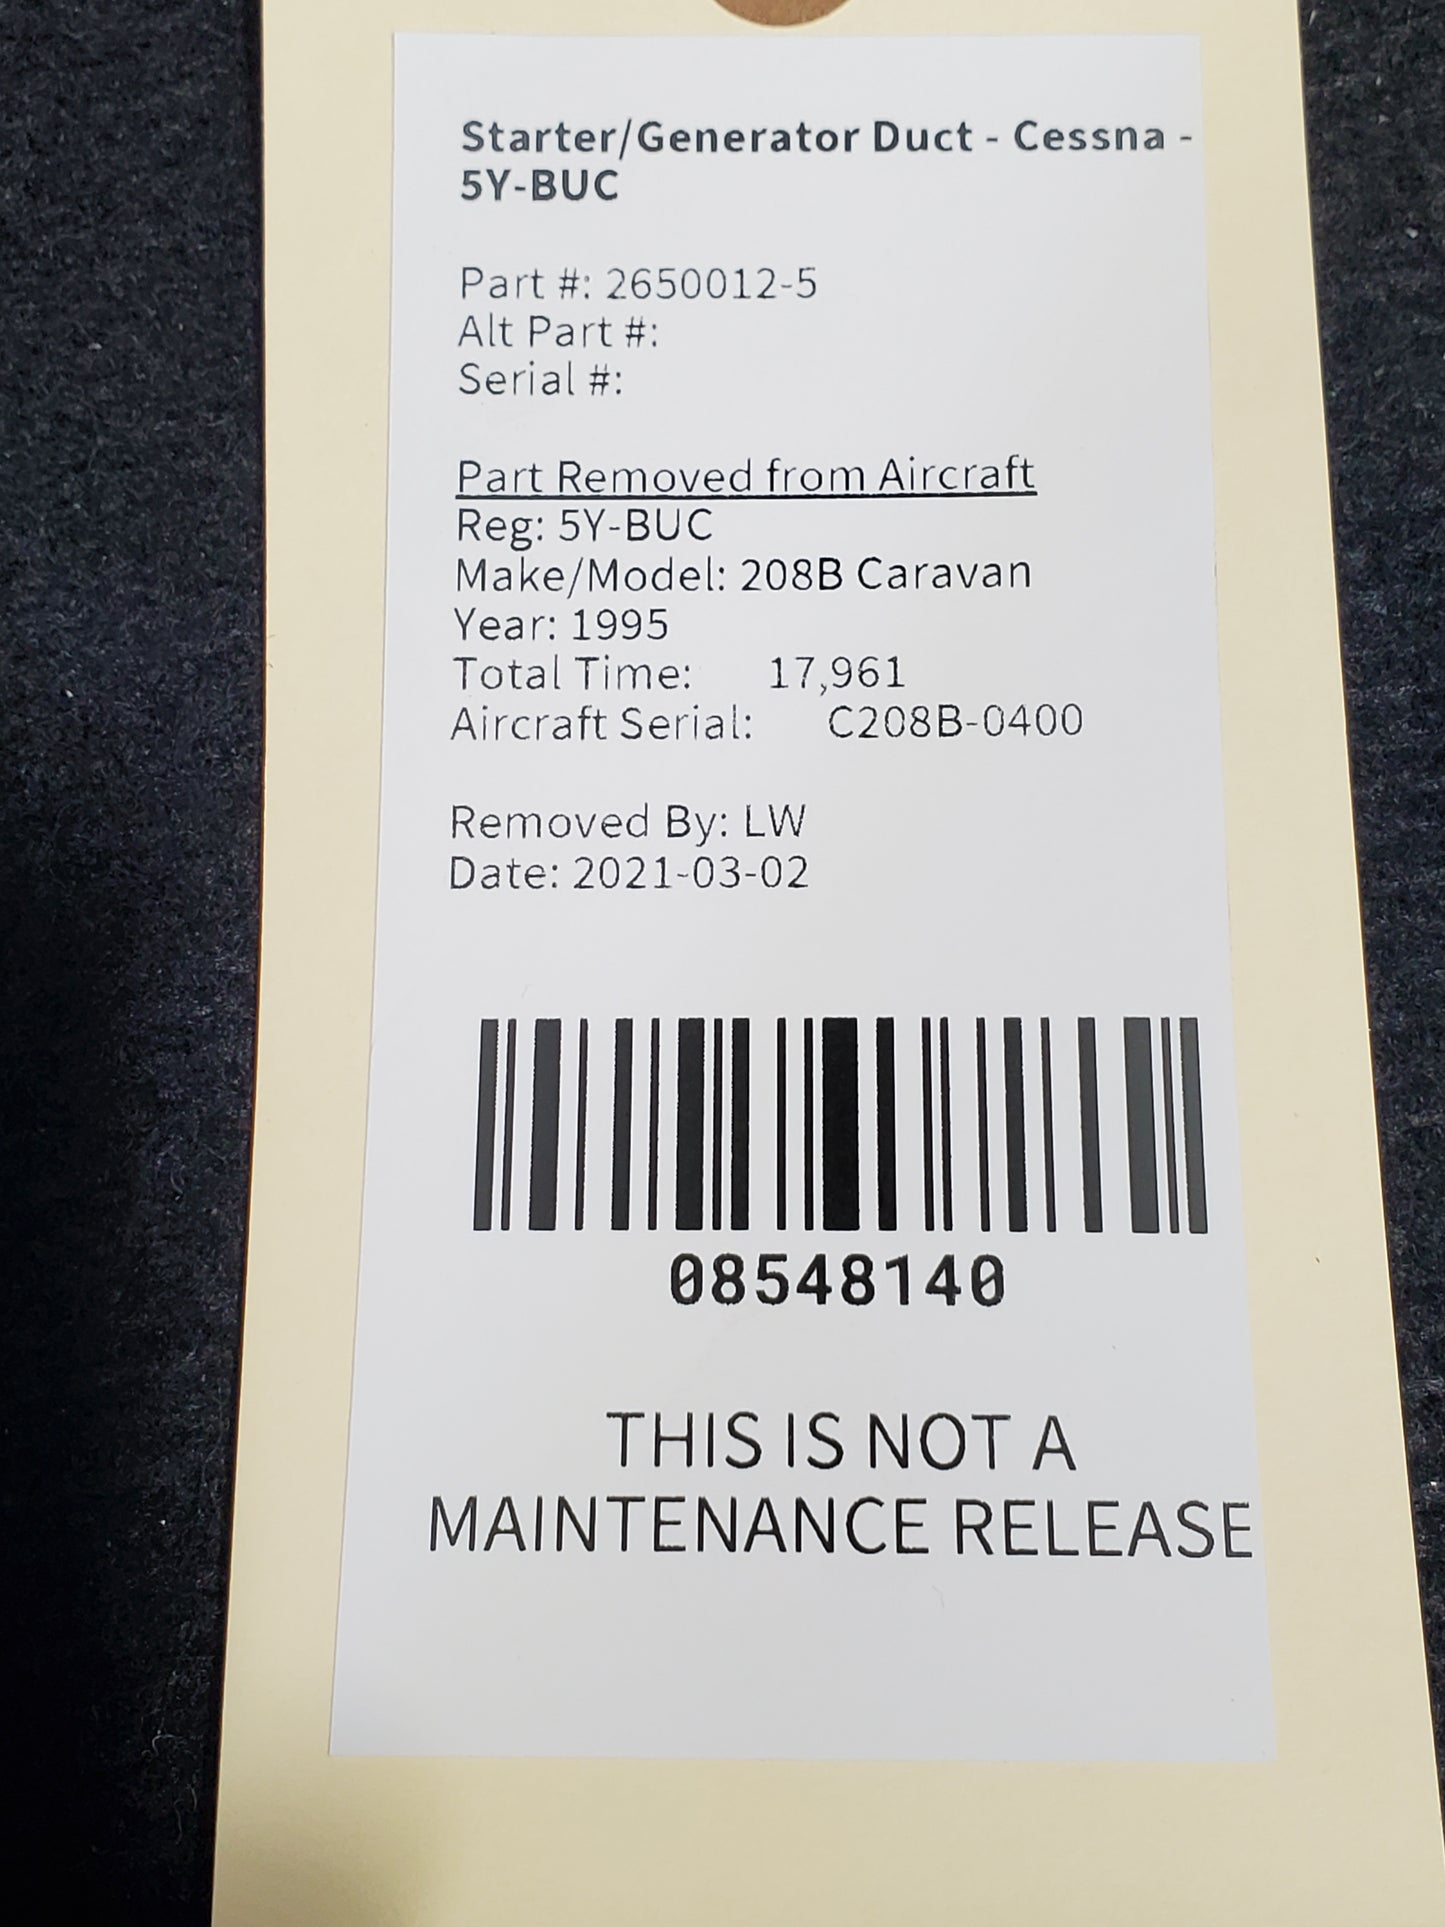 Starter/Generator Duct - Cessna -
5Y-BUC
Part #: 2650012-5
Alt Part #:
Serial #:
Part Removed from Aircraft
Reg: 5Y-BUC
Make/Model: 208B Caravan
Year: 1995
Total Time: 17,961
Aircraft Serial: C208B-0400
Removed By: LW
Date: 2021-03-02
08548140
THIS IS NOT A
MAINTENANCE RELEASE